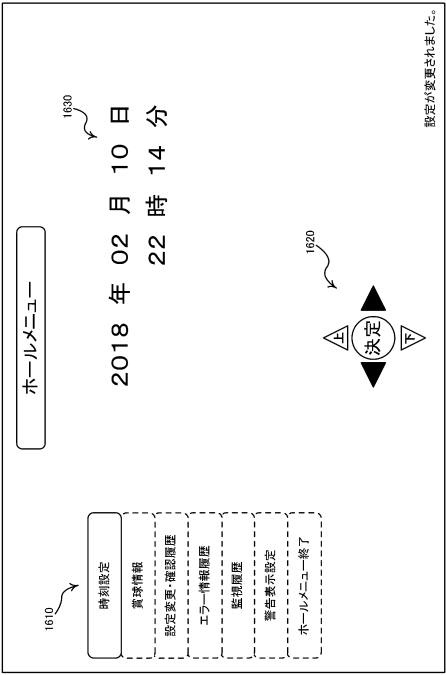 ホールメニュー
1610
時刻設定
賞球情報
設定変更・確認履歴
エラー情報履歴
監視履歴
警告表示設定
ホールメニュー終了
1630
2018 年 02 月 10 日
22 時 14 分
1620
上
決定
下
設定が変更されました。